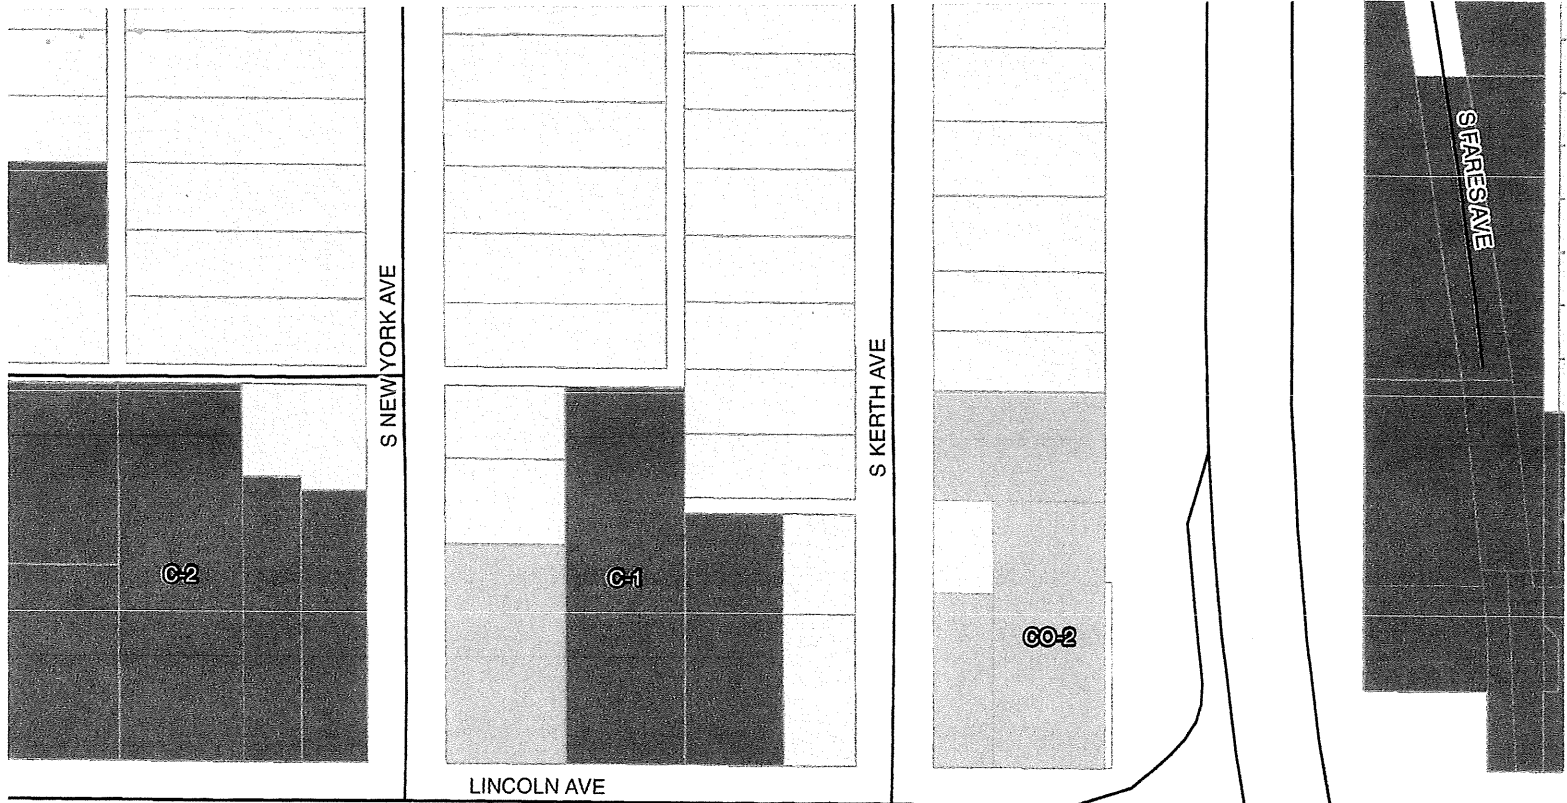 S FARES AVE
S NEW YORK AVE
S KERTH AVE
C-2
C-1
CO-2
LINCOLN AVE